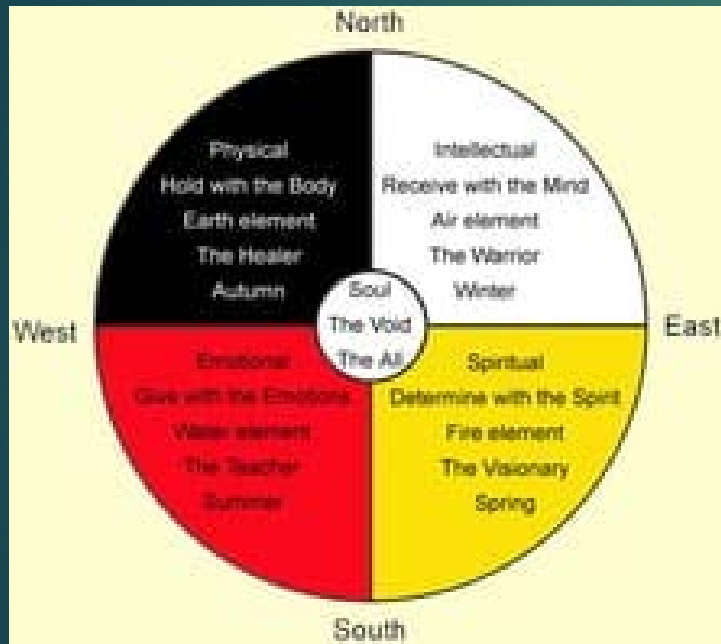 North
Physical
Hold with the Body
Earth element
The Healer
Autumn
Intellectual
Receive with the Mind
Air element
The Warrior
Winter
Soul
The Void
The All
West
East
Emotional
Give with the Emotions
Water element
The Teacher
Summer
Spiritual
Determine with the Spirit
Fire element
The Visionary
Spring
South